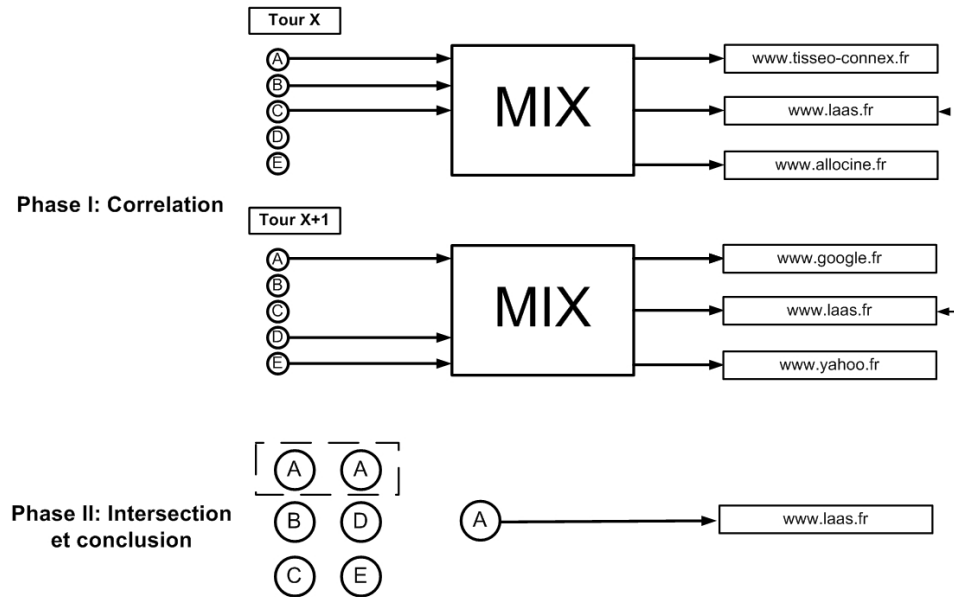 Tour X
A
B
C
D
E
MIX
www.tisseo-connex.fr
www.laas.fr
www.allocine.fr
Phase I: Correlation
Tour X+1
A
B
C
D
E
MIX
www.google.fr
www.laas.fr
www.yahoo.fr
Phase II: Intersection
et conclusion
A A
B D
C E
A
www.laas.fr